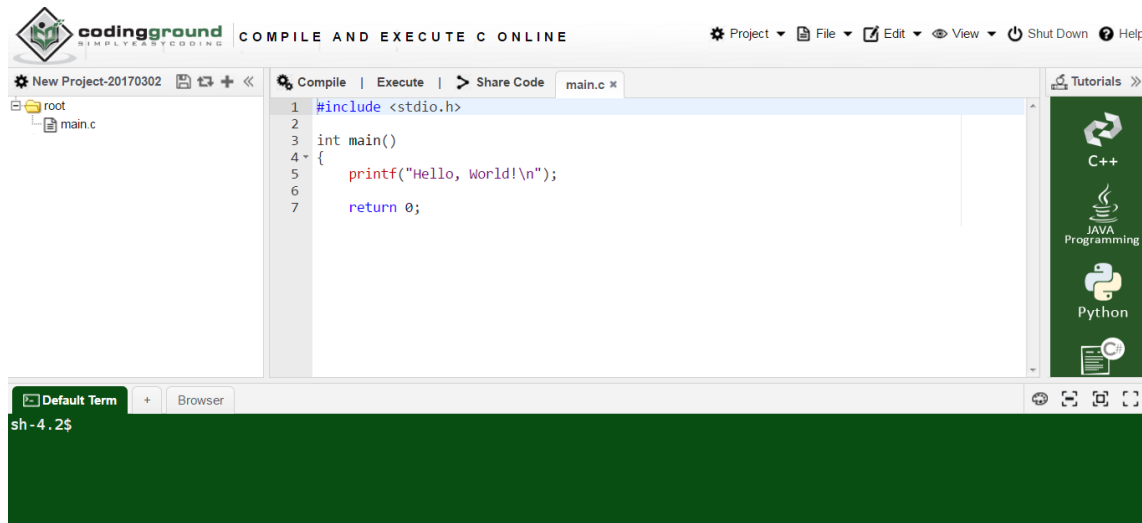 codingground
SIMPLYEASYCODING
COMPILE AND EXECUTE C ONLINE
Project File Edit View Shut Down Help
New Project-20170302
Compile | Execute | Share Code main.c ×
Tutorials
root
main.c
1 #include <stdio.h>
2
3 int main()
4 {
5 printf("Hello, World!\n");
6
7 return 0;
C++
JAVA
Programming
Python
C#
Default Term + Browser
sh-4.2$